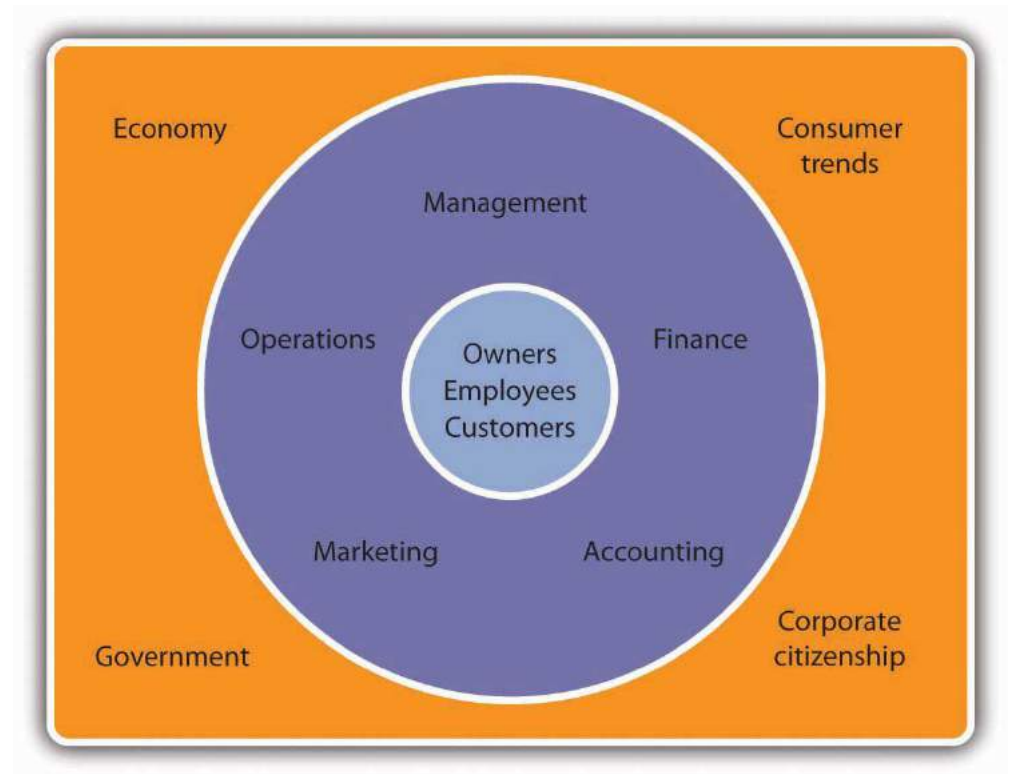 Economy
Consumer
trends
Management
Operations
Finance
Owners
Employees
Customers
Marketing
Accounting
Government
Corporate
citizenship